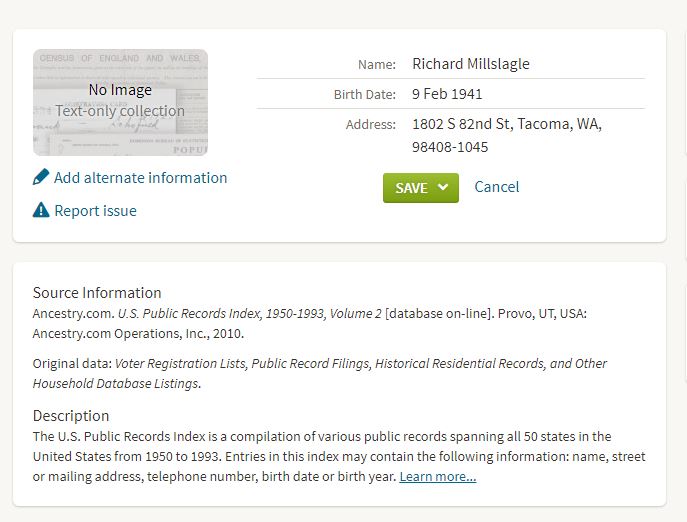 CENSUS OF ENGLAND AND WALES,
No Image
Text-only collection
POPU
Add alternate information
Report issue
Name: Richard Millslagle
Birth Date: 9 Feb 1941
Address: 1802 S 82nd St, Tacoma, WA,
98408-1045
SAVE Cancel
Source Information
Ancestry.com. U.S. Public Records Index, 1950-1993, Volume 2 [database on-line]. Provo, UT, USA:
Ancestry.com Operations, Inc., 2010.
Original data: Voter Registration Lists, Public Record Filings, Historical Residential Records, and Other
Household Database Listings.
Description
The U.S. Public Records Index is a compilation of various public records spanning all 50 states in the
United States from 1950 to 1993. Entries in this index may contain the following information: name, street
or mailing address, telephone number, birth date or birth year. Learn more...